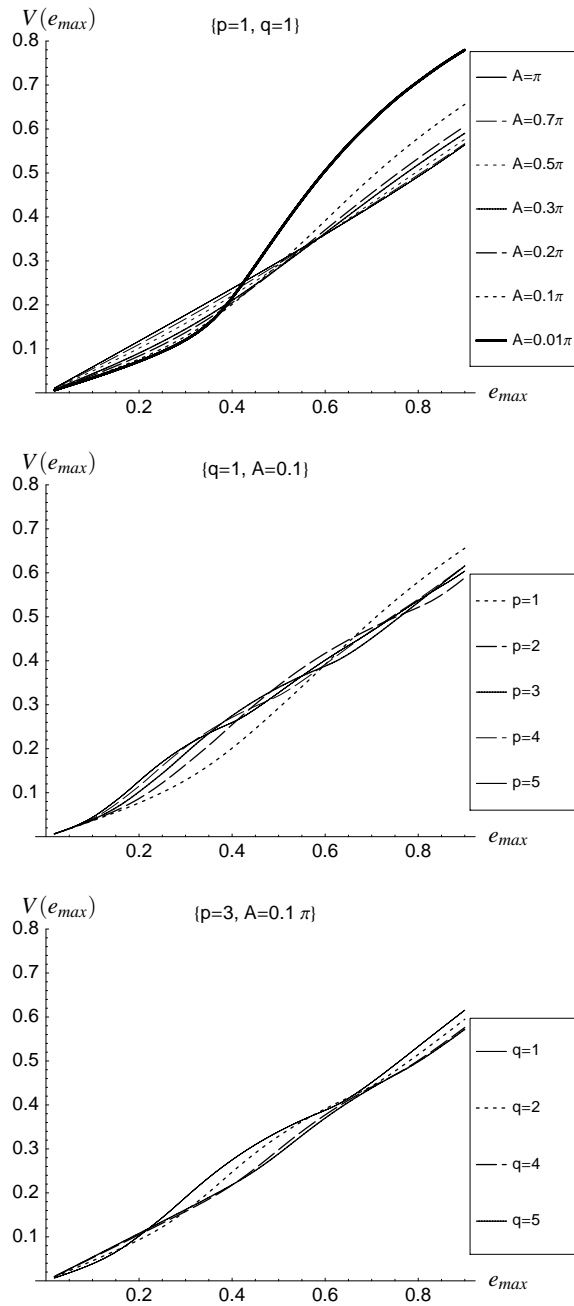 V(e_max)
{p=1, q=1}
0.8
0.7
0.6
0.5
0.4
0.3
0.2
0.1
0.2
0.4
0.6
0.8
e_max
A=π
A=0.7π
A=0.5π
A=0.3π
A=0.2π
A=0.1π
A=0.01π
V(e_max)
{q=1, A=0.1}
0.8
0.7
0.6
0.5
0.4
0.3
0.2
0.1
0.2
0.4
0.6
0.8
e_max
p=1
p=2
p=3
p=4
p=5
V(e_max)
{p=3, A=0.1 π}
0.8
0.7
0.6
0.5
0.4
0.3
0.2
0.1
0.2
0.4
0.6
0.8
e_max
q=1
q=2
q=4
q=5